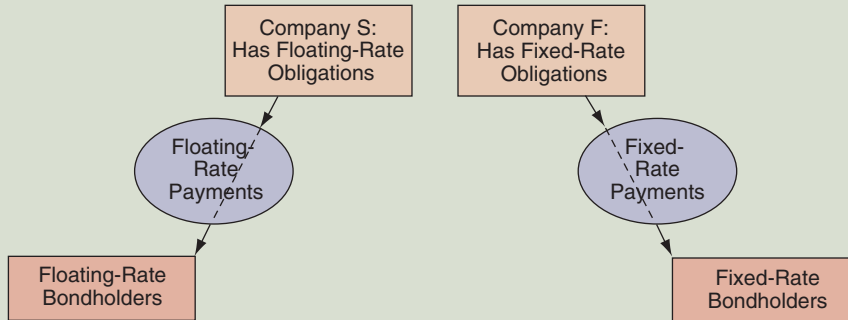 Company S:
Has Floating-Rate
Obligations
Company F:
Has Fixed-Rate
Obligations
Floating-
Rate
Payments
Fixed-
Rate
Payments
Floating-Rate
Bondholders
Fixed-Rate
Bondholders